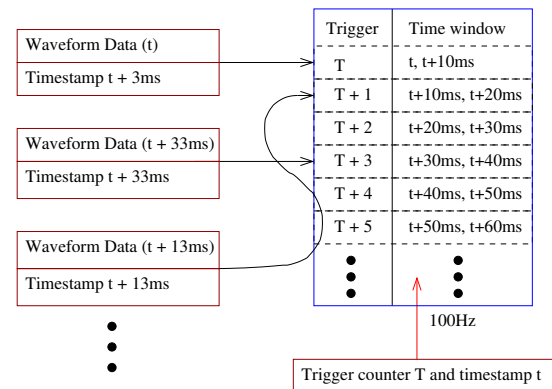 Waveform Data (t)
Timestamp t + 3ms
Waveform Data (t + 33ms)
Timestamp t + 33ms
Waveform Data (t + 13ms)
Timestamp t + 13ms
Trigger Time window
T t, t+10ms
T + 1 t+10ms, t+20ms
T + 2 t+20ms, t+30ms
T + 3 t+30ms, t+40ms
T + 4 t+40ms, t+50ms
T + 5 t+50ms, t+60ms
100Hz
Trigger counter T and timestamp t